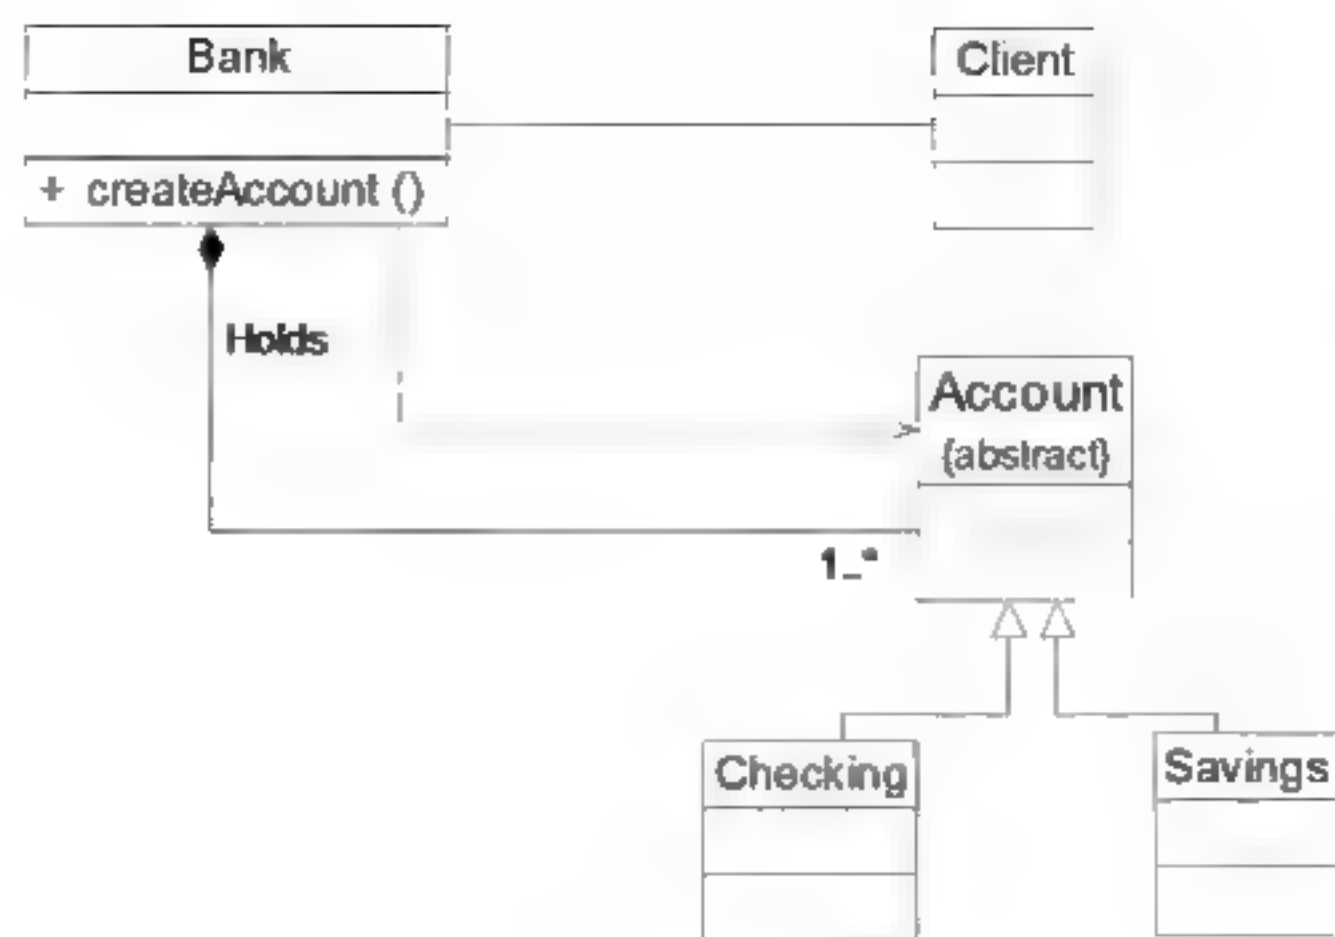 Bank
Client
+ createAccount ()
Holds
Account
{abstract}
1..*
Checking
Savings